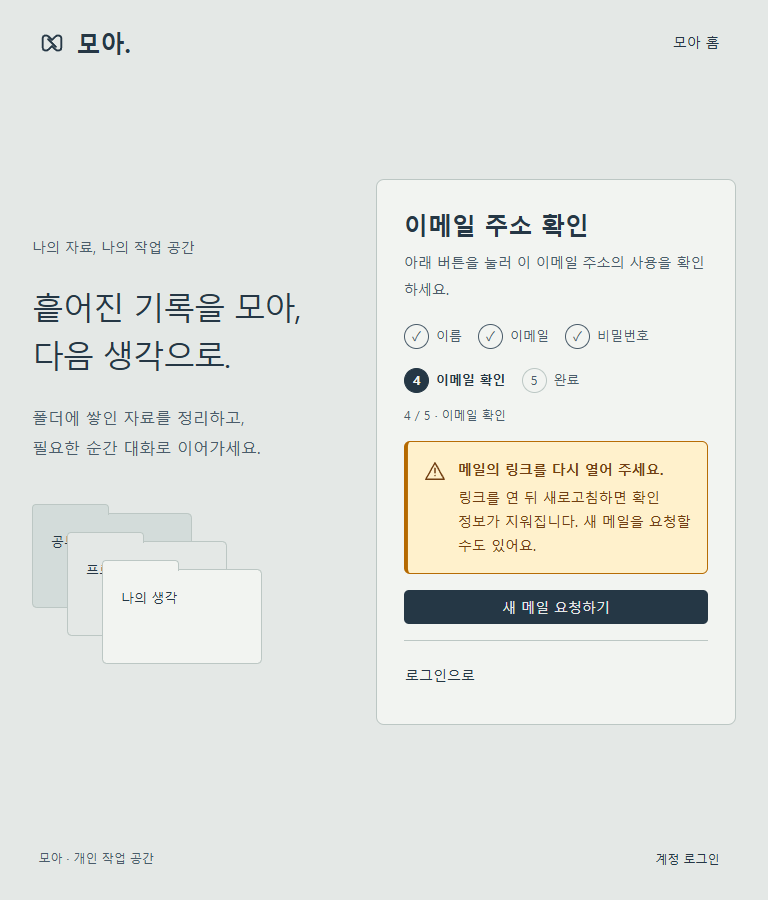 모아.
모아 홈
나의 자료, 나의 작업 공간
흩어진 기록을 모아,
다음 생각으로.
폴더에 쌓인 자료를 정리하고,
필요한 순간 대화로 이어가세요.
나의 생각
이메일 주소 확인
아래 버튼을 눌러 이 이메일 주소의 사용을 확인
하세요.
✓ 이름 ✓ 이메일 ✓ 비밀번호
4 이메일 확인 5 완료
4 / 5 · 이메일 확인
메일의 링크를 다시 열어 주세요.
링크를 연 뒤 새로고침하면 확인
정보가 지워집니다. 새 메일을 요청할
수도 있어요.
새 메일 요청하기
로그인으로
모아 · 개인 작업 공간
계정 로그인